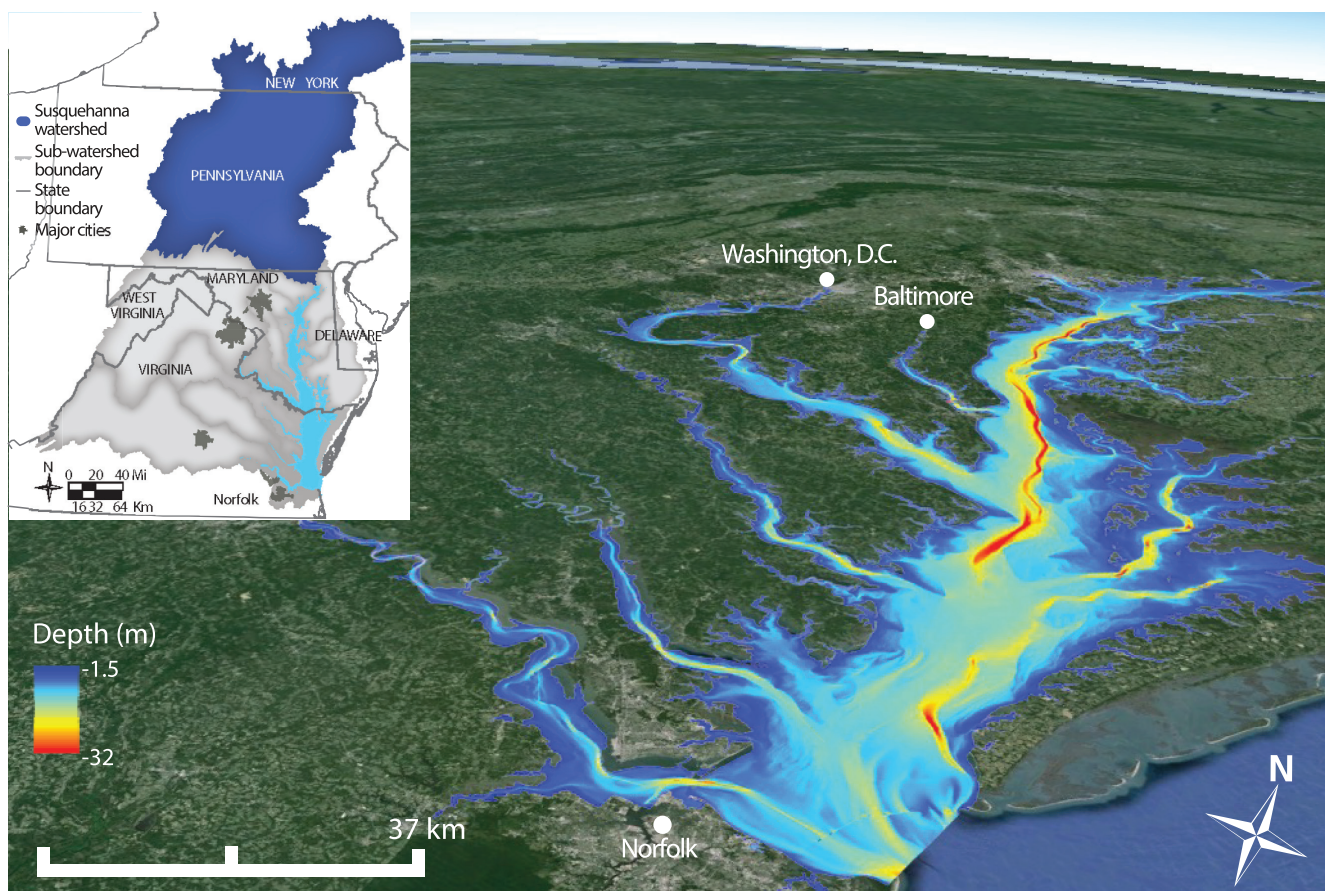 NEW YORK
Susquehanna
watershed
Sub-watershed
boundary
State
boundary
Major cities
PENNSYLVANIA
MARYLAND
WEST
VIRGINIA
DELAWARE
VIRGINIA
N
0 20 40 Mi
16 32 64 Km
Norfolk
Washington, D.C.
Baltimore
Depth (m)
-1.5
-32
37 km
Norfolk
N